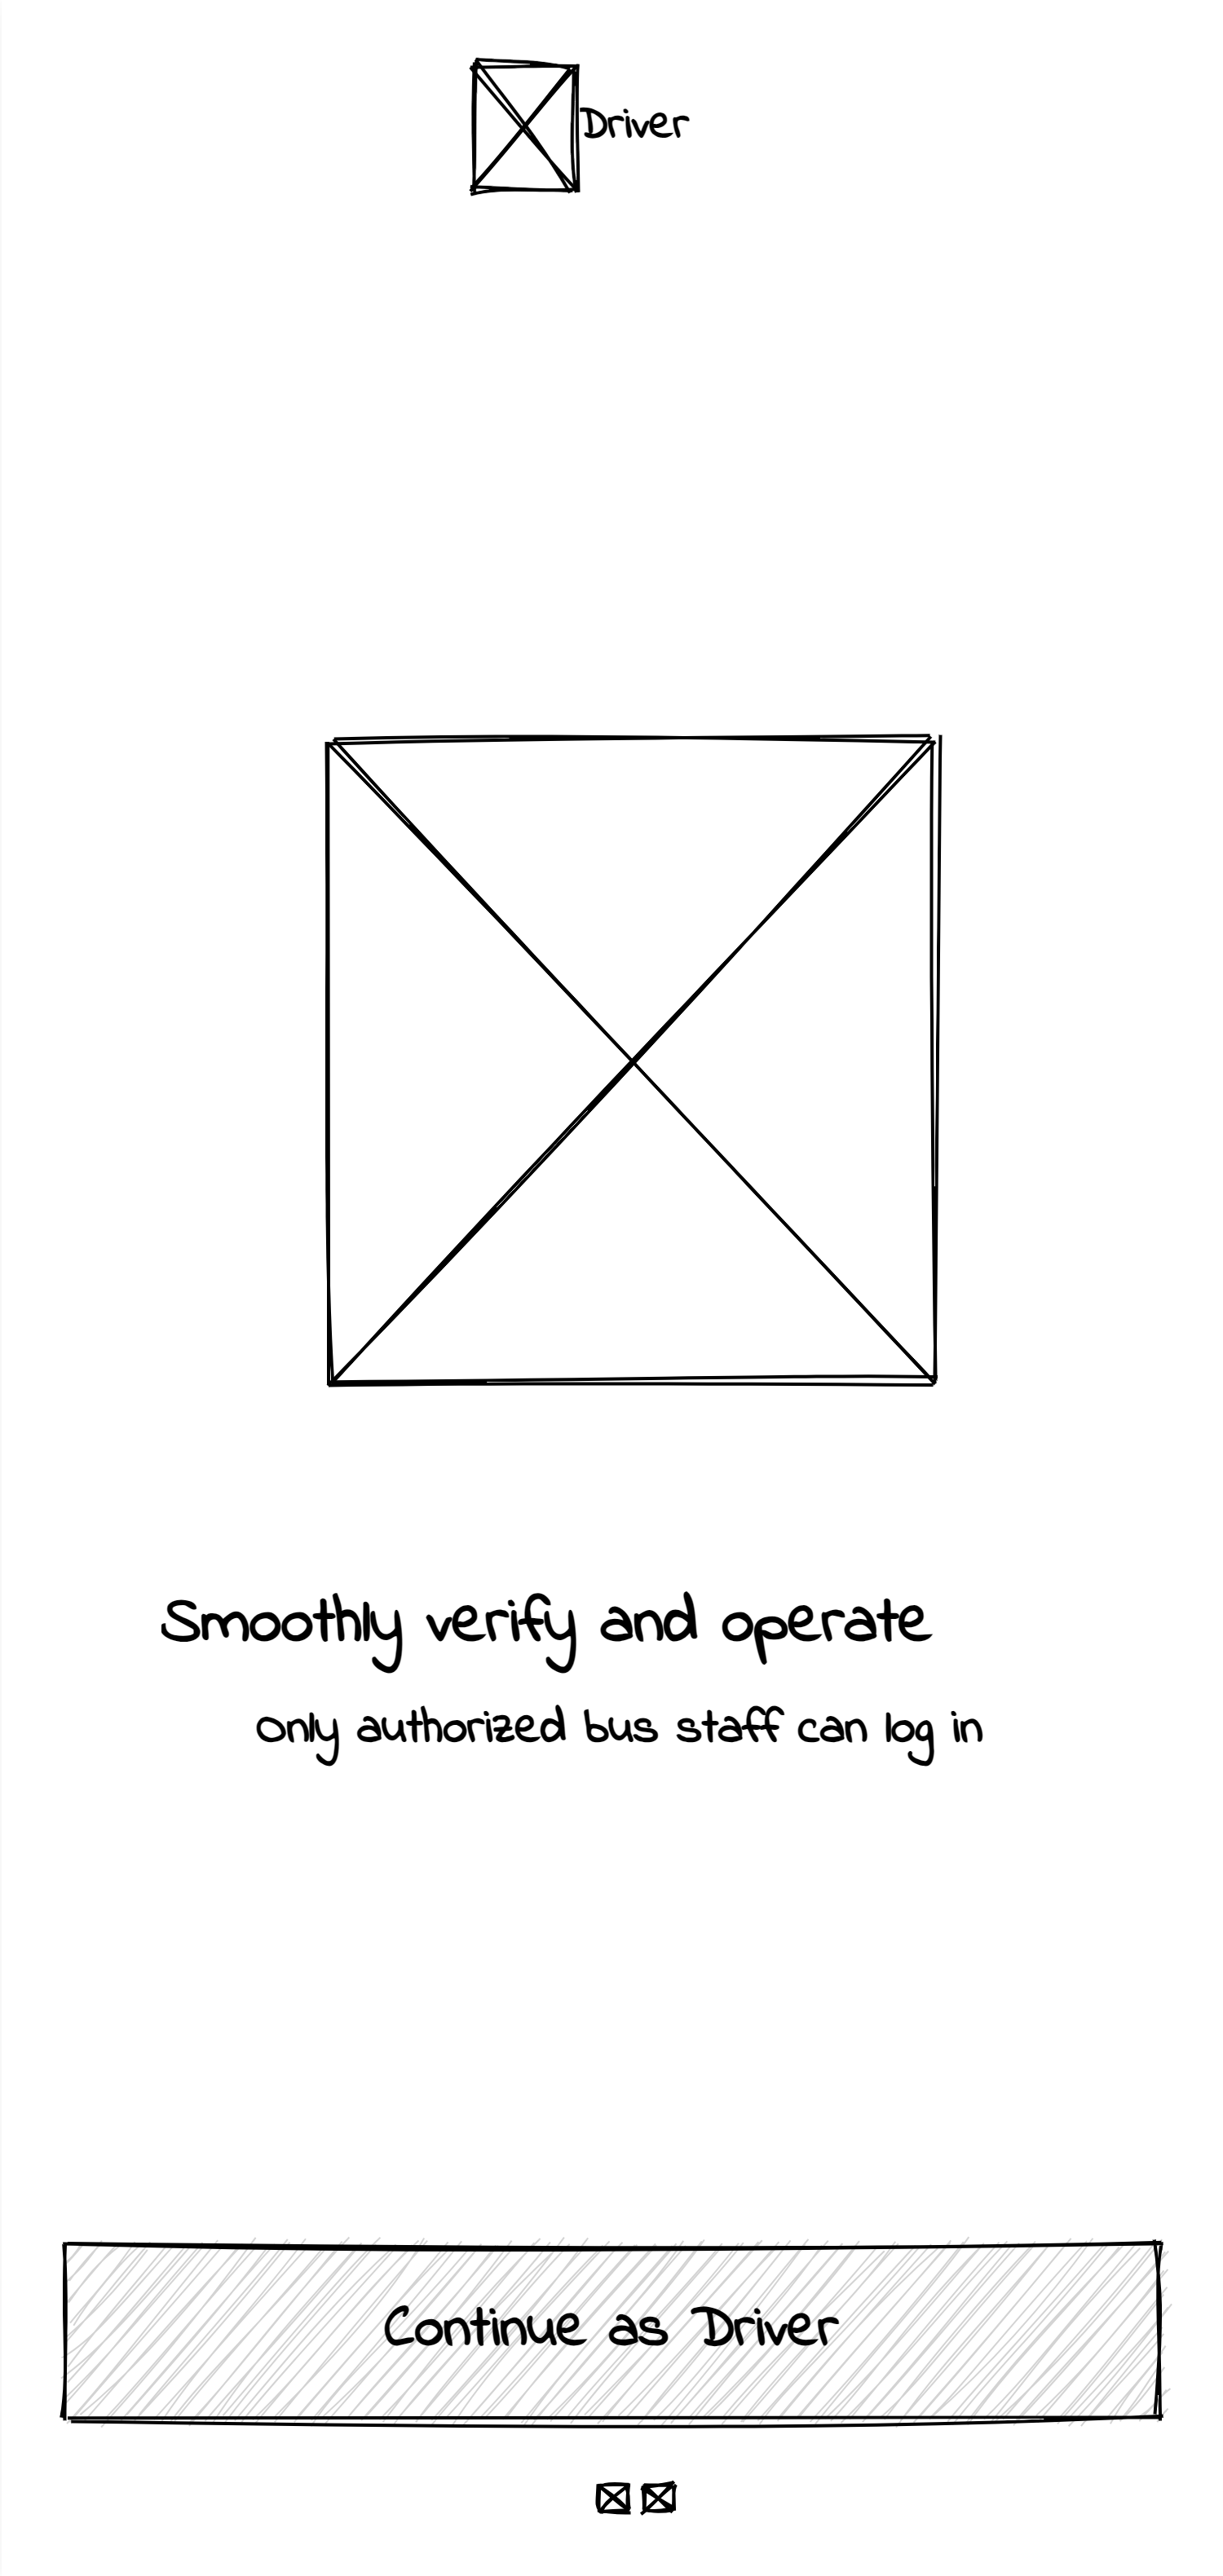 Driver
Smoothly verify and operate
Only authorized bus staff can log in
Continue as Driver